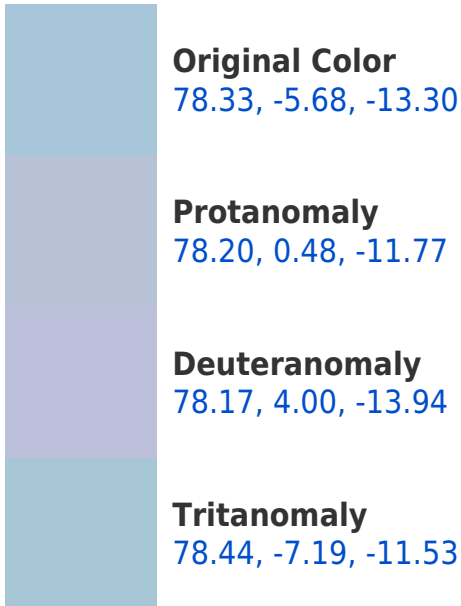 Original Color
78.33, -5.68, -13.30
Protanomaly
78.20, 0.48, -11.77
Deuteranomaly
78.17, 4.00, -13.94
Tritanomaly
78.44, -7.19, -11.53